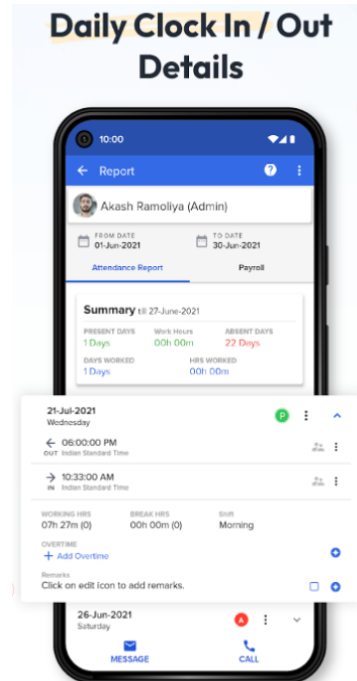 Daily Clock In / Out
Details
10:00
Report
Akash Ramoliya (Admin)
FROM DATE
01-Jun-2021
TO DATE
30-Jun-2021
Attendance Report
Payroll
Summary till 27-June-2021
PRESENT DAYS Work Hours ABSENT DAYS
1 Days 00h 00m 22 Days
DAYS WORKED HRS WORKED
1 Days 00h 00m
21-Jul-2021
Wednesday
P
06:00:00 PM
OUT Indian Standard Time
10:33:00 AM
IN Indian Standard Time
WORKING HRS BREAK HRS Shift
07h 27m (0) 00h 00m (0) Morning
OVERTIME
+ Add Overtime
Remarks
Click on edit icon to add remarks.
26-Jun-2021
Saturday
A
MESSAGE CALL